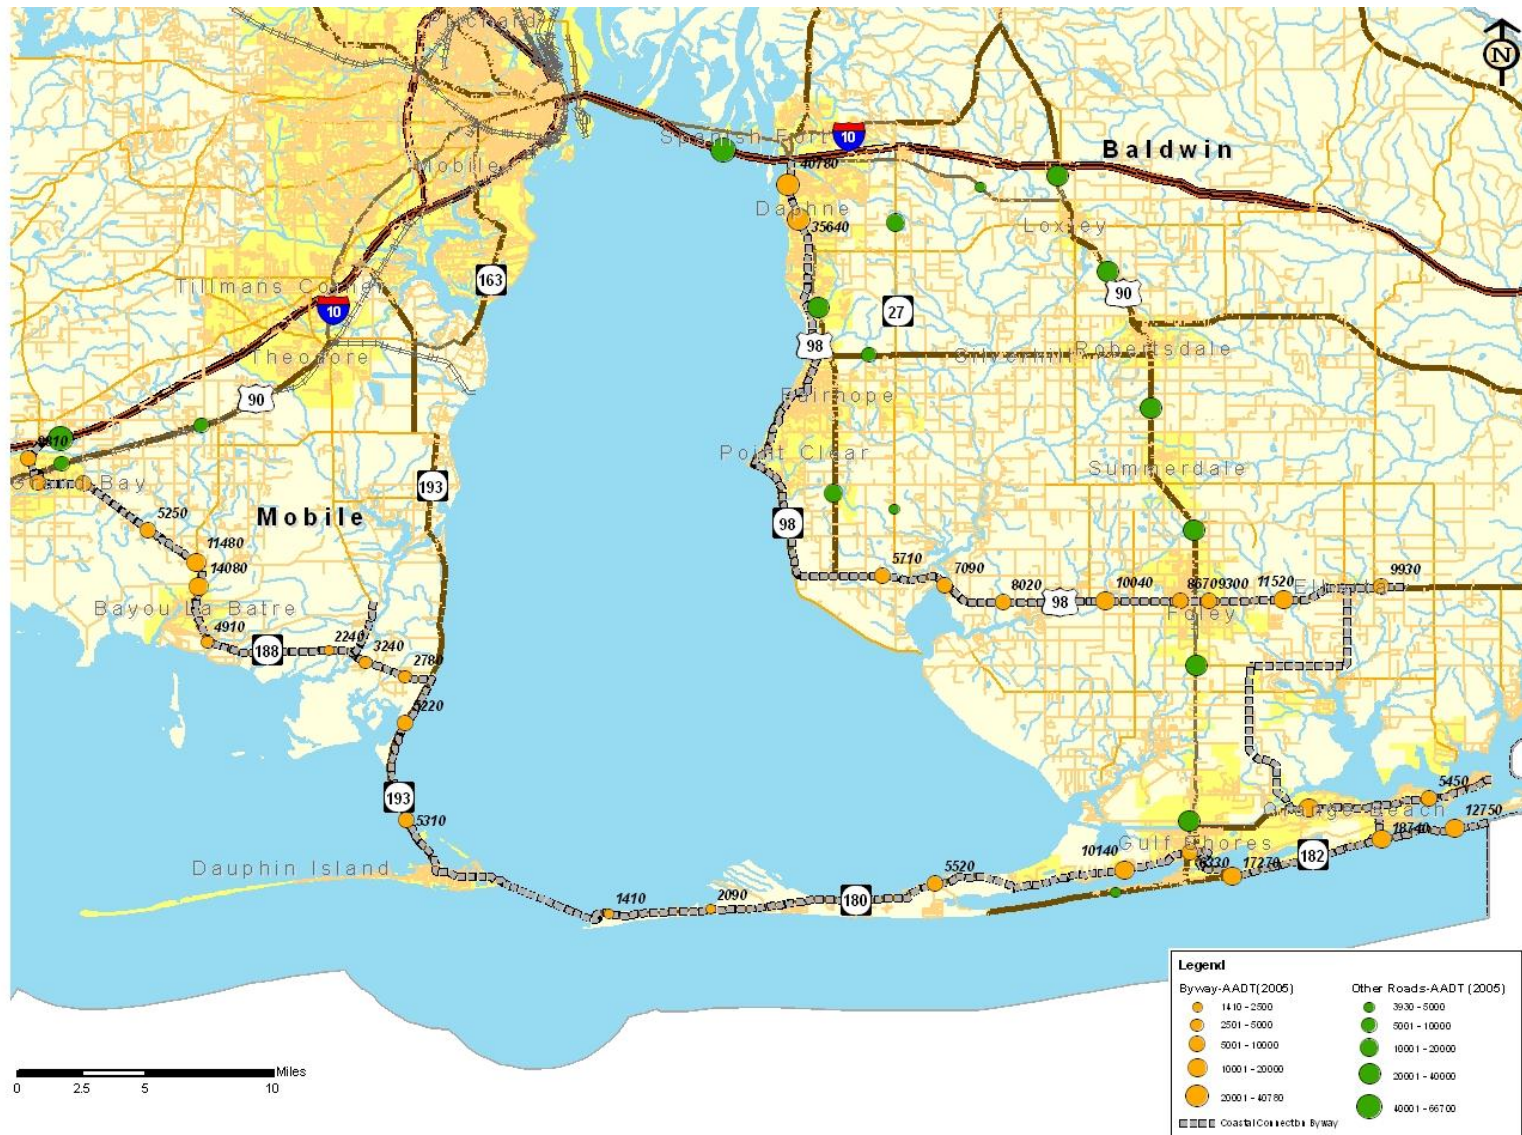 Prichard
N
10
Spanish Fort
Baldwin
Mobile
40780
Daphne
35640
Loxley
163
Tillmans Corner
90
10
27
98
Theodore
Silverhill
Robertsdale
90
Fairhope
9810
Point Clear
Summerdale
Grand Bay
193
Mobile
5250
98
11480
14080
5710
7090
8020
10040
8670
9300
11520
Elberta
9930
98
Bayou La Batre
Foley
4910
188
2240
3240
2780
5220
193
5450
5310
Orange Beach
12750
18740
Gulf Shores
Dauphin Island
10140
6330
17270
182
5520
1410
2090
180
Legend
Byway-AADT(2005)
1410 - 2500
2501 - 5000
5001 - 10000
10001 - 20000
20001 - 40780
Coastal Connection Byway
Other Roads-AADT (2005)
3930 - 5000
5001 - 10000
10001 - 20000
20001 - 40000
40001 - 66700
Miles
0 2.5 5 10